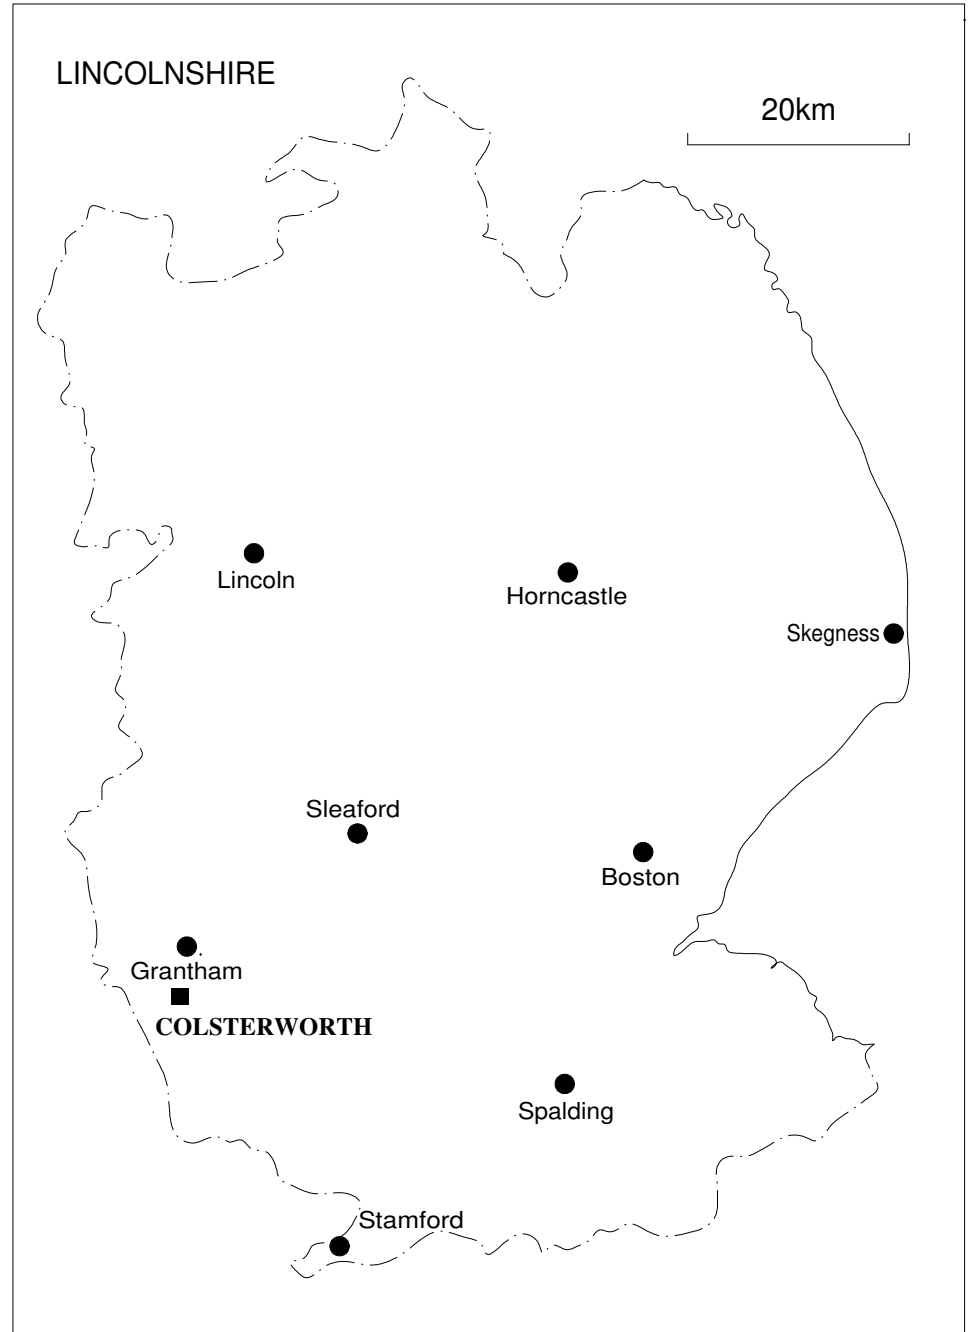 LINCOLNSHIRE
20km
Lincoln
Horncastle
Skegness
Sleaford
Boston
Grantham
COLSTERWORTH
Spalding
Stamford